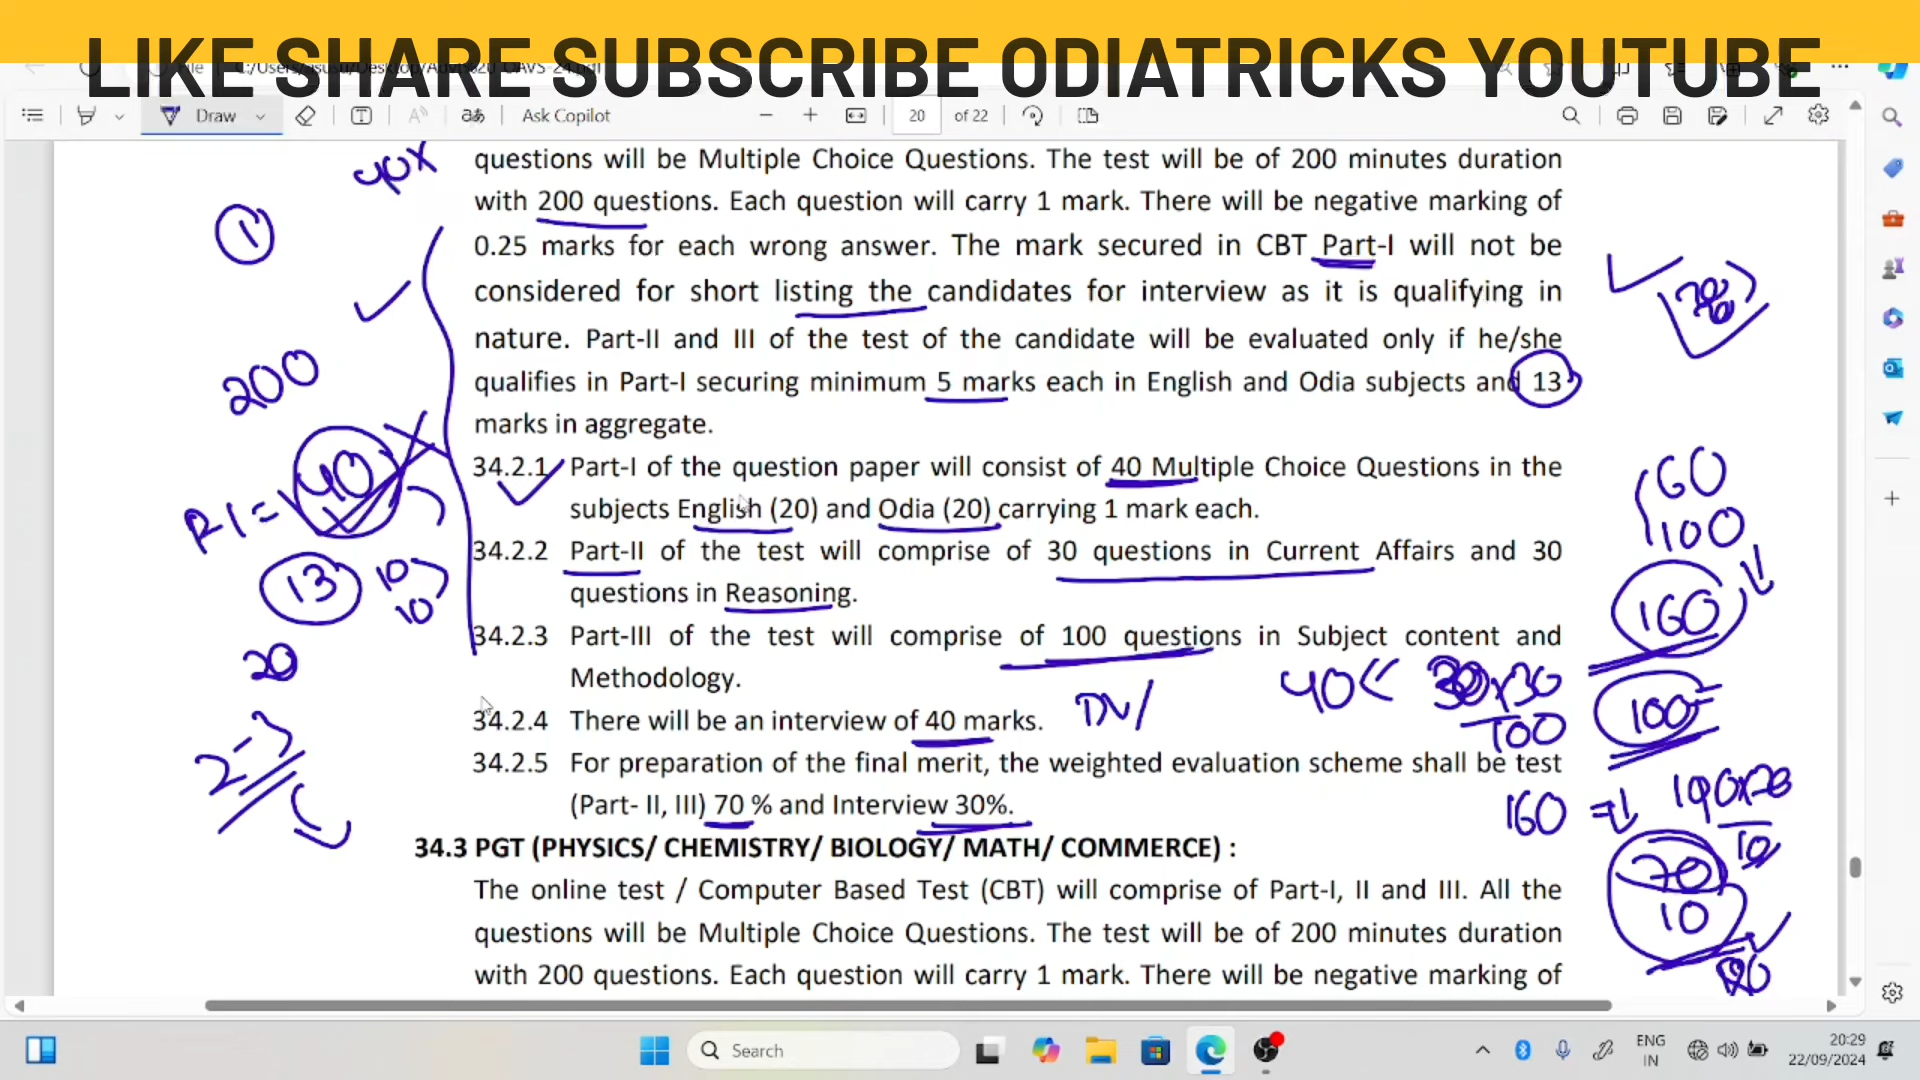 LIKE SHARE SUBSCRIBE ODIATRICKS YOUTUBE
Draw
Ask Copilot
20
of 22
questions will be Multiple Choice Questions. The test will be of 200 minutes duration
with 200 questions. Each question will carry 1 mark. There will be negative marking of
0.25 marks for each wrong answer. The mark secured in CBT Part-I will not be
considered for short listing the candidates for interview as it is qualifying in
nature. Part-II and III of the test of the candidate will be evaluated only if he/she
qualifies in Part-I securing minimum 5 marks each in English and Odia subjects and 13
marks in aggregate.
34.2.1 Part-I of the question paper will consist of 40 Multiple Choice Questions in the
subjects English (20) and Odia (20) carrying 1 mark each.
34.2.2 Part-II of the test will comprise of 30 questions in Current Affairs and 30
questions in Reasoning.
34.2.3 Part-III of the test will comprise of 100 questions in Subject content and
Methodology.
34.2.4 There will be an interview of 40 marks.
34.2.5 For preparation of the final merit, the weighted evaluation scheme shall be test
(Part- II, III) 70 % and Interview 30%.
34.3 PGT (PHYSICS/ CHEMISTRY/ BIOLOGY/ MATH/ COMMERCE) :
The online test / Computer Based Test (CBT) will comprise of Part-I, II and III. All the
questions will be Multiple Choice Questions. The test will be of 200 minutes duration
with 200 questions. Each question will carry 1 mark. There will be negative marking of
40X
1
200
40
13
10
10
20
2-3
60
100
160
100
160
70
10
Search
ENG
IN
20:29
22/09/2024